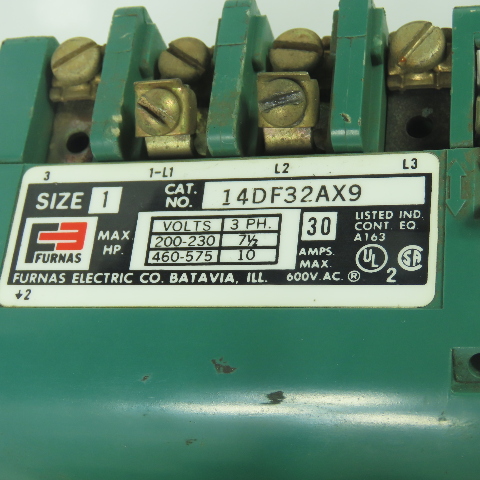 3 1-L1 L2 L3
SIZE 1 CAT. NO. 14DF32AX9
FURNAS
MAX. HP.
VOLTS 3 PH.
200-230 7½
460-575 10
30 AMPS. MAX. 600V. AC.
LISTED IND. CONT. EQ. A163
UL SA ® 2
FURNAS ELECTRIC CO. BATAVIA, ILL.
2